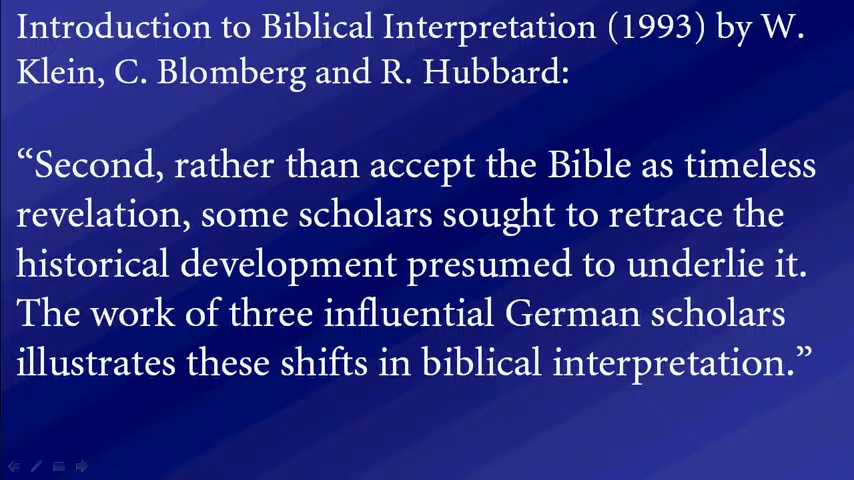 Introduction to Biblical Interpretation (1993) by W.
Klein, C. Blomberg and R. Hubbard:
“Second, rather than accept the Bible as timeless
revelation, some scholars sought to retrace the
historical development presumed to underlie it.
The work of three influential German scholars
illustrates these shifts in biblical interpretation.”